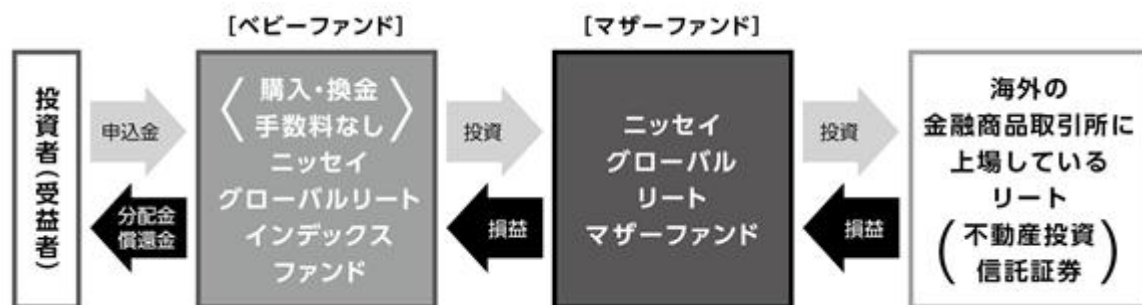 [ベビーファンド]
[マザーファンド]
投資者(受益者)
申込金
分配金
償還金
〈購入・換金
手数料なし〉
ニッセイ
グローバルリート
インデックス
ファンド
投資
損益
ニッセイ
グローバル
リート
マザーファンド
投資
損益
海外の
金融商品取引所に
上場している
リート
(不動産投資
信託証券)